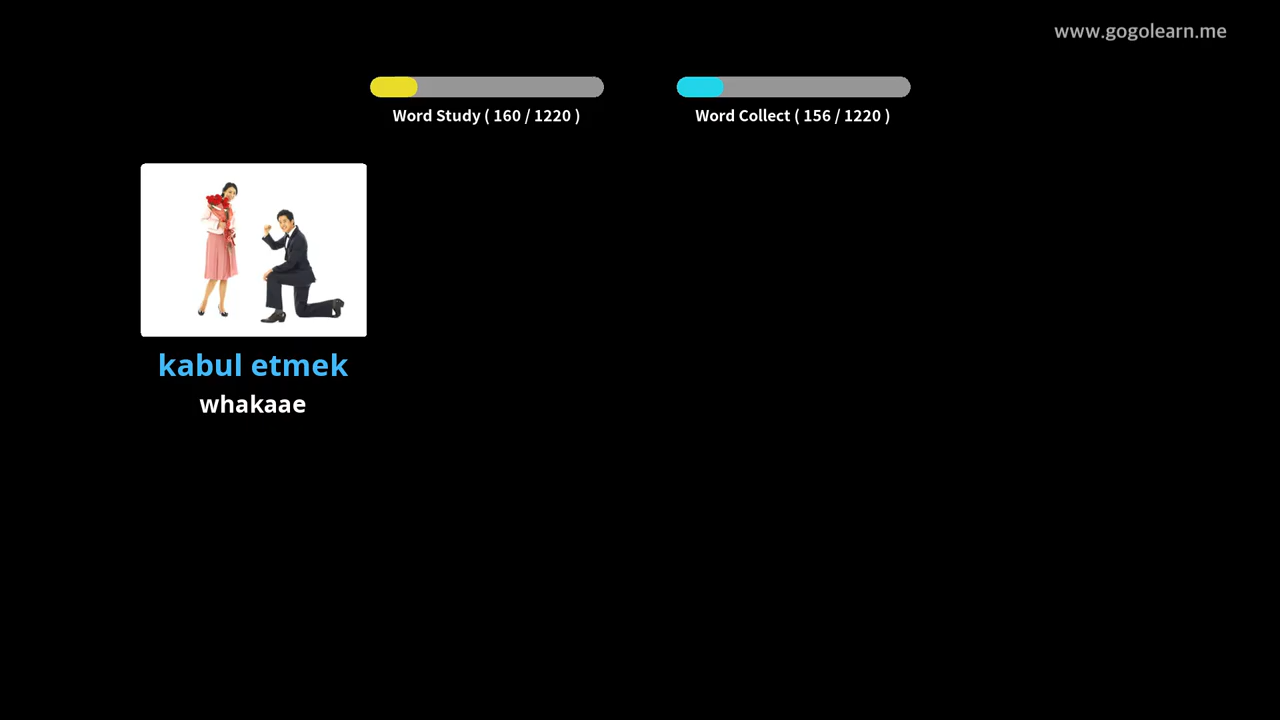 www.gogolearn.me
Word Study ( 160 / 1220 )
Word Collect ( 156 / 1220 )
kabul etmek
whakaae